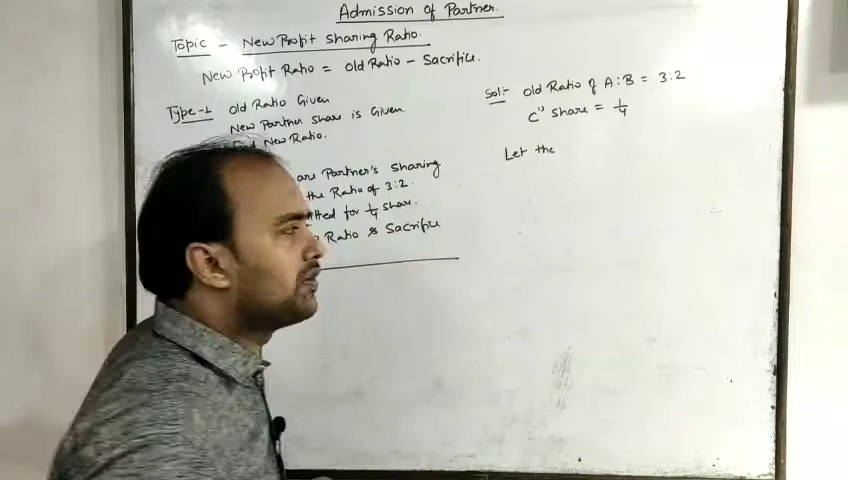 Admission of Partner.
Topic - New Profit sharing Ratio.
New Profit Ratio = Old Ratio - Sacrifice.
Type-1 Old Ratio Given
New Partner share is Given.
Find New Ratio.
are Partner's sharing
the Ratio of 3:2.
for 1/4 share.
Ratio & Sacrifice
Sol:- Old Ratio of A:B = 3:2
C" share = 1/4
Let the